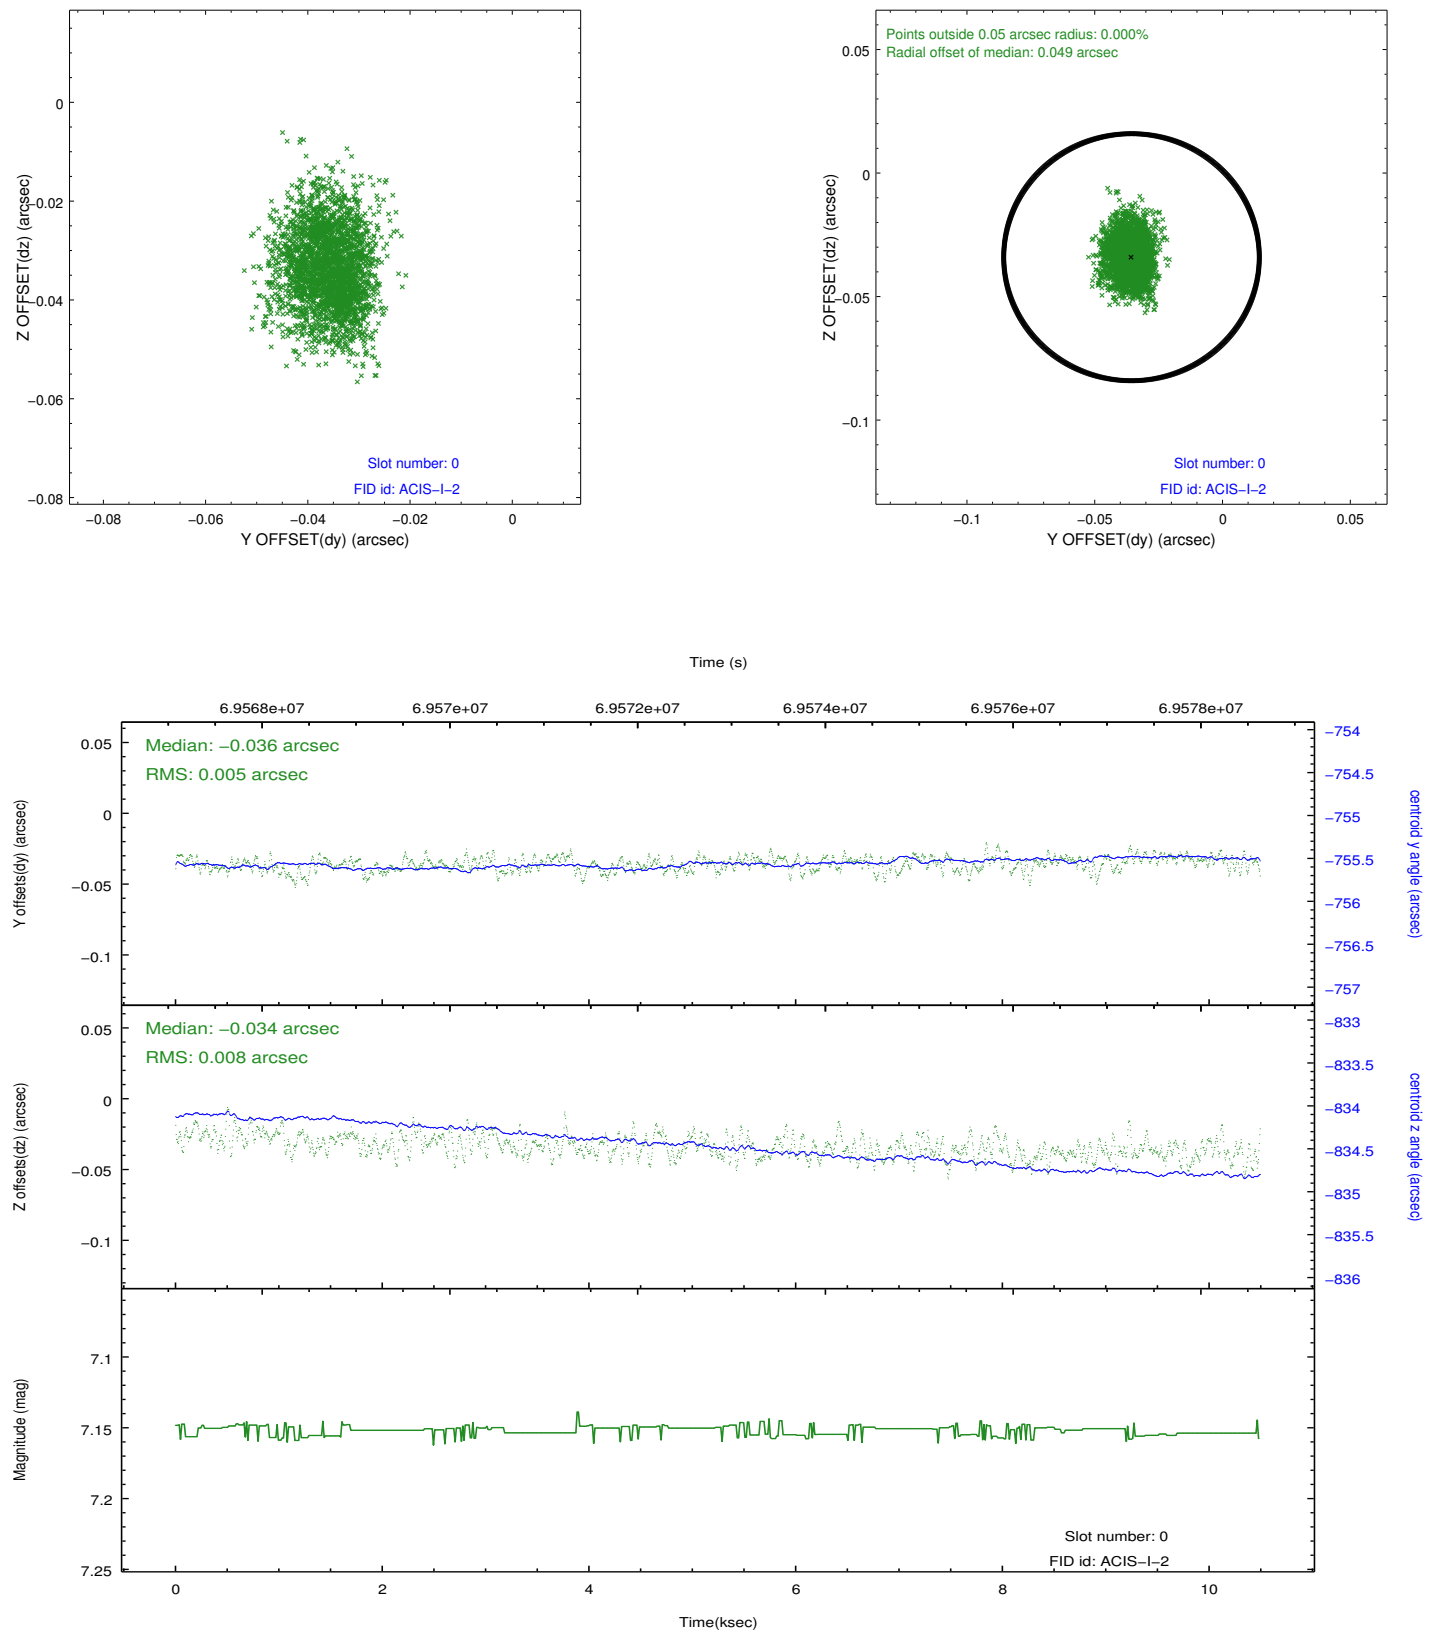 0
−0.02
−0.04
−0.06
−0.08
Z OFFSET(dz) (arcsec)
Slot number: 0
FID id: ACIS−I−2
−0.08 −0.06 −0.04 −0.02 0
Y OFFSET(dy) (arcsec)
Points outside 0.05 arcsec radius: 0.000%
Radial offset of median: 0.049 arcsec
0.05
0
−0.05
−0.1
Z OFFSET(dz) (arcsec)
Slot number: 0
FID id: ACIS−I−2
−0.1 −0.05 0 0.05
Y OFFSET(dy) (arcsec)
Time (s)
6.9568e+07 6.957e+07 6.9572e+07 6.9574e+07 6.9576e+07 6.9578e+07
Median: −0.036 arcsec
RMS: 0.005 arcsec
0.05
0
−0.05
−0.1
Y offsets(dy) (arcsec)
−754
−754.5
−755
−755.5
−756
−756.5
−757
centroid y angle (arcsec)
Median: −0.034 arcsec
RMS: 0.008 arcsec
0.05
0
−0.05
−0.1
Z offsets(dz) (arcsec)
−833
−833.5
−834
−834.5
−835
−835.5
−836
centroid z angle (arcsec)
7.1
7.15
7.2
7.25
Magnitude (mag)
Slot number: 0
FID id: ACIS−I−2
0 2 4 6 8 10
Time(ksec)